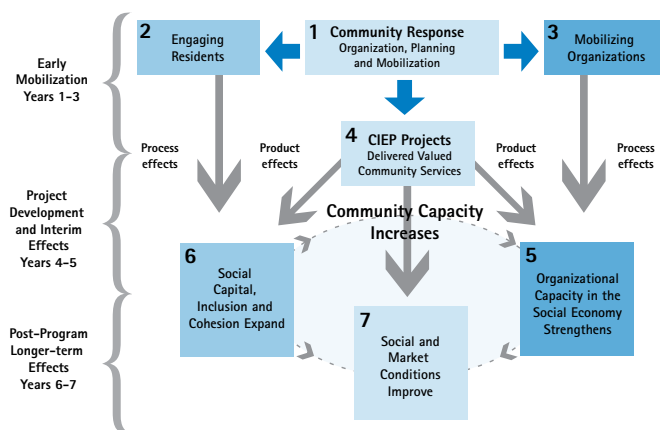 2
Engaging
Residents
1
Community Response
Organization, Planning
and Mobilization
3
Mobilizing
Organizations
Early
Mobilization
Years 1-3
4
CIEP Projects
Delivered Valued
Community Services
Process
effects
Product
effects
Product
effects
Process
effects
Project
Development
and Interim
Effects
Years 4-5
Community Capacity
Increases
6
Social
Capital,
Inclusion and
Cohesion Expand
5
Organizational
Capacity in the
Social Economy
Strengthens
7
Social and
Market
Conditions
Improve
Post-Program
Longer-term
Effects
Years 6-7